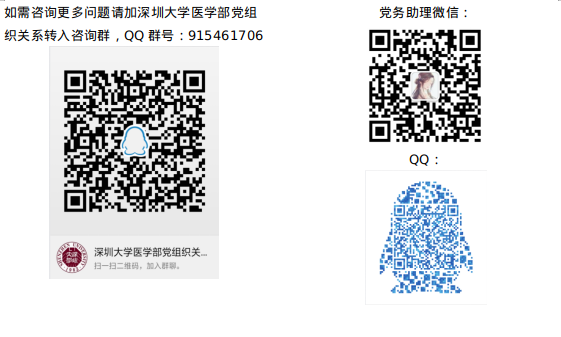 如需咨询更多问题请加深圳大学医学部党组
织关系转入咨询群，QQ 群号：915461706
深圳大学医学部党组织关...
扫一扫二维码，加入群聊。
党务助理微信：
QQ：